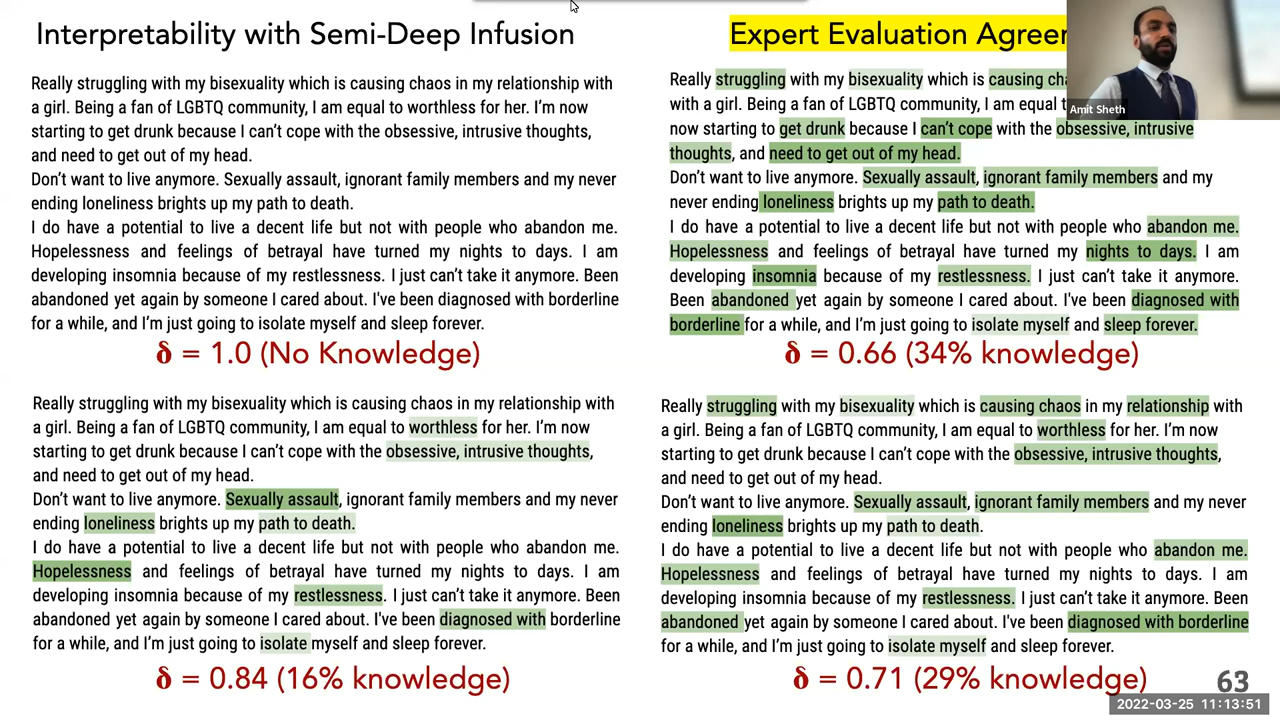 Interpretability with Semi-Deep Infusion
Really struggling with my bisexuality which is causing chaos in my relationship with
a girl. Being a fan of LGBTQ community, I am equal to worthless for her. I'm now
starting to get drunk because I can't cope with the obsessive, intrusive thoughts,
and need to get out of my head.
Don't want to live anymore. Sexually assault, ignorant family members and my never
ending loneliness brights up my path to death.
I do have a potential to live a decent life but not with people who abandon me.
Hopelessness and feelings of betrayal have turned my nights to days. I am
developing insomnia because of my restlessness. I just can't take it anymore. Been
abandoned yet again by someone I cared about. I've been diagnosed with borderline
for a while, and I'm just going to isolate myself and sleep forever.
δ = 1.0 (No Knowledge)
Expert Evaluation
Amit Sheth
Really struggling with my bisexuality which is causing
with a girl. Being a fan of LGBTQ community, I am equal
now starting to get drunk because I can't cope with the obsessive, intrusive
thoughts, and need to get out of my head.
Don't want to live anymore. Sexually assault, ignorant family members and my
never ending loneliness brights up my path to death.
I do have a potential to live a decent life but not with people who abandon me.
Hopelessness and feelings of betrayal have turned my nights to days. I am
developing insomnia because of my restlessness. I just can't take it anymore.
Been abandoned yet again by someone I cared about. I've been diagnosed with
borderline for a while, and I'm just going to isolate myself and sleep forever.
δ = 0.66 (34% knowledge)
Really struggling with my bisexuality which is causing chaos in my relationship with
a girl. Being a fan of LGBTQ community, I am equal to worthless for her. I'm now
starting to get drunk because I can't cope with the obsessive, intrusive thoughts,
and need to get out of my head.
Don't want to live anymore. Sexually assault, ignorant family members and my never
ending loneliness brights up my path to death.
I do have a potential to live a decent life but not with people who abandon me.
Hopelessness and feelings of betrayal have turned my nights to days. I am
developing insomnia because of my restlessness. I just can't take it anymore. Been
abandoned yet again by someone I cared about. I've been diagnosed with borderline
for a while, and I'm just going to isolate myself and sleep forever.
δ = 0.84 (16% knowledge)
Really struggling with my bisexuality which is causing chaos in my relationship with
a girl. Being a fan of LGBTQ community, I am equal to worthless for her. I'm now
starting to get drunk because I can't cope with the obsessive, intrusive thoughts,
and need to get out of my head.
Don't want to live anymore. Sexually assault, ignorant family members and my never
ending loneliness brights up my path to death.
I do have a potential to live a decent life but not with people who abandon me.
Hopelessness and feelings of betrayal have turned my nights to days. I am
developing insomnia because of my restlessness. I just can't take it anymore. Been
abandoned yet again by someone I cared about. I've been diagnosed with borderline
for a while, and I'm just going to isolate myself and sleep forever.
δ = 0.71 (29% knowledge)
63
2022-03-25 11:13:51